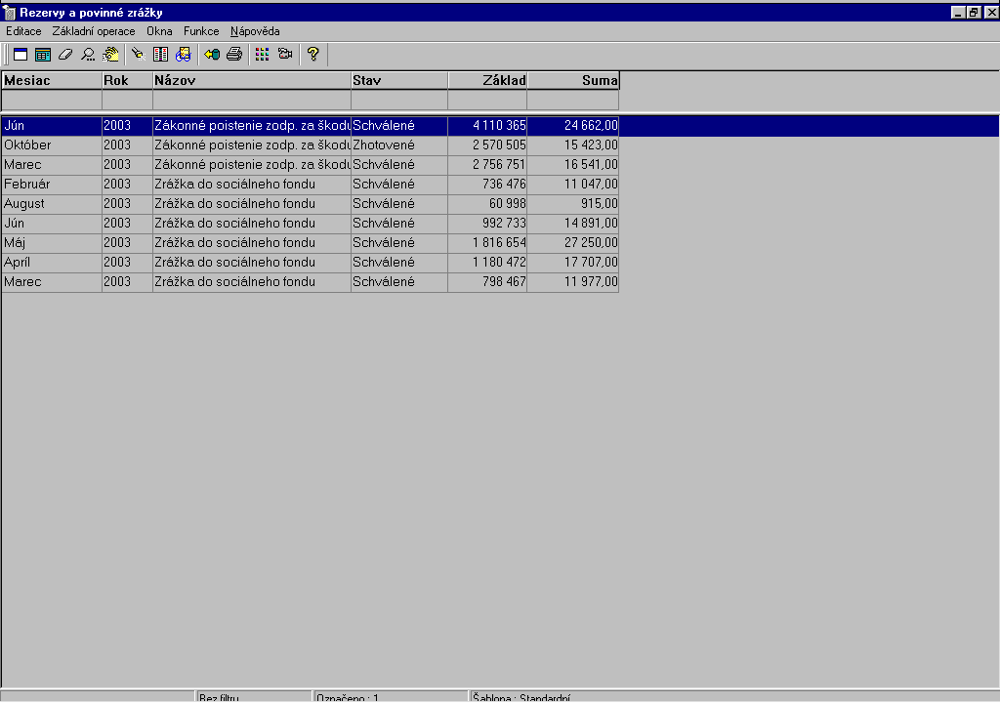 Rezervy a povinné zrážky
Editace Základní operace Okna Funkce Nápověda
Mesiac Rok Názov Stav Základ Suma
Jún 2003 Zákonné poistenie zodp. za škodu Schválené 4 110 365 24 662,00
Október 2003 Zákonné poistenie zodp. za škodu Zhotovené 2 570 505 15 423,00
Marec 2003 Zákonné poistenie zodp. za škodu Schválené 2 756 751 16 541,00
Február 2003 Zrážka do sociálneho fondu Schválené 736 476 11 047,00
August 2003 Zrážka do sociálneho fondu Schválené 60 998 915,00
Jún 2003 Zrážka do sociálneho fondu Schválené 992 733 14 891,00
Máj 2003 Zrážka do sociálneho fondu Schválené 1 816 654 27 250,00
Apríl 2003 Zrážka do sociálneho fondu Schválené 1 180 472 17 707,00
Marec 2003 Zrážka do sociálneho fondu Schválené 798 467 11 977,00
Bez filtru Označeno : 1 Šablona : Standardní